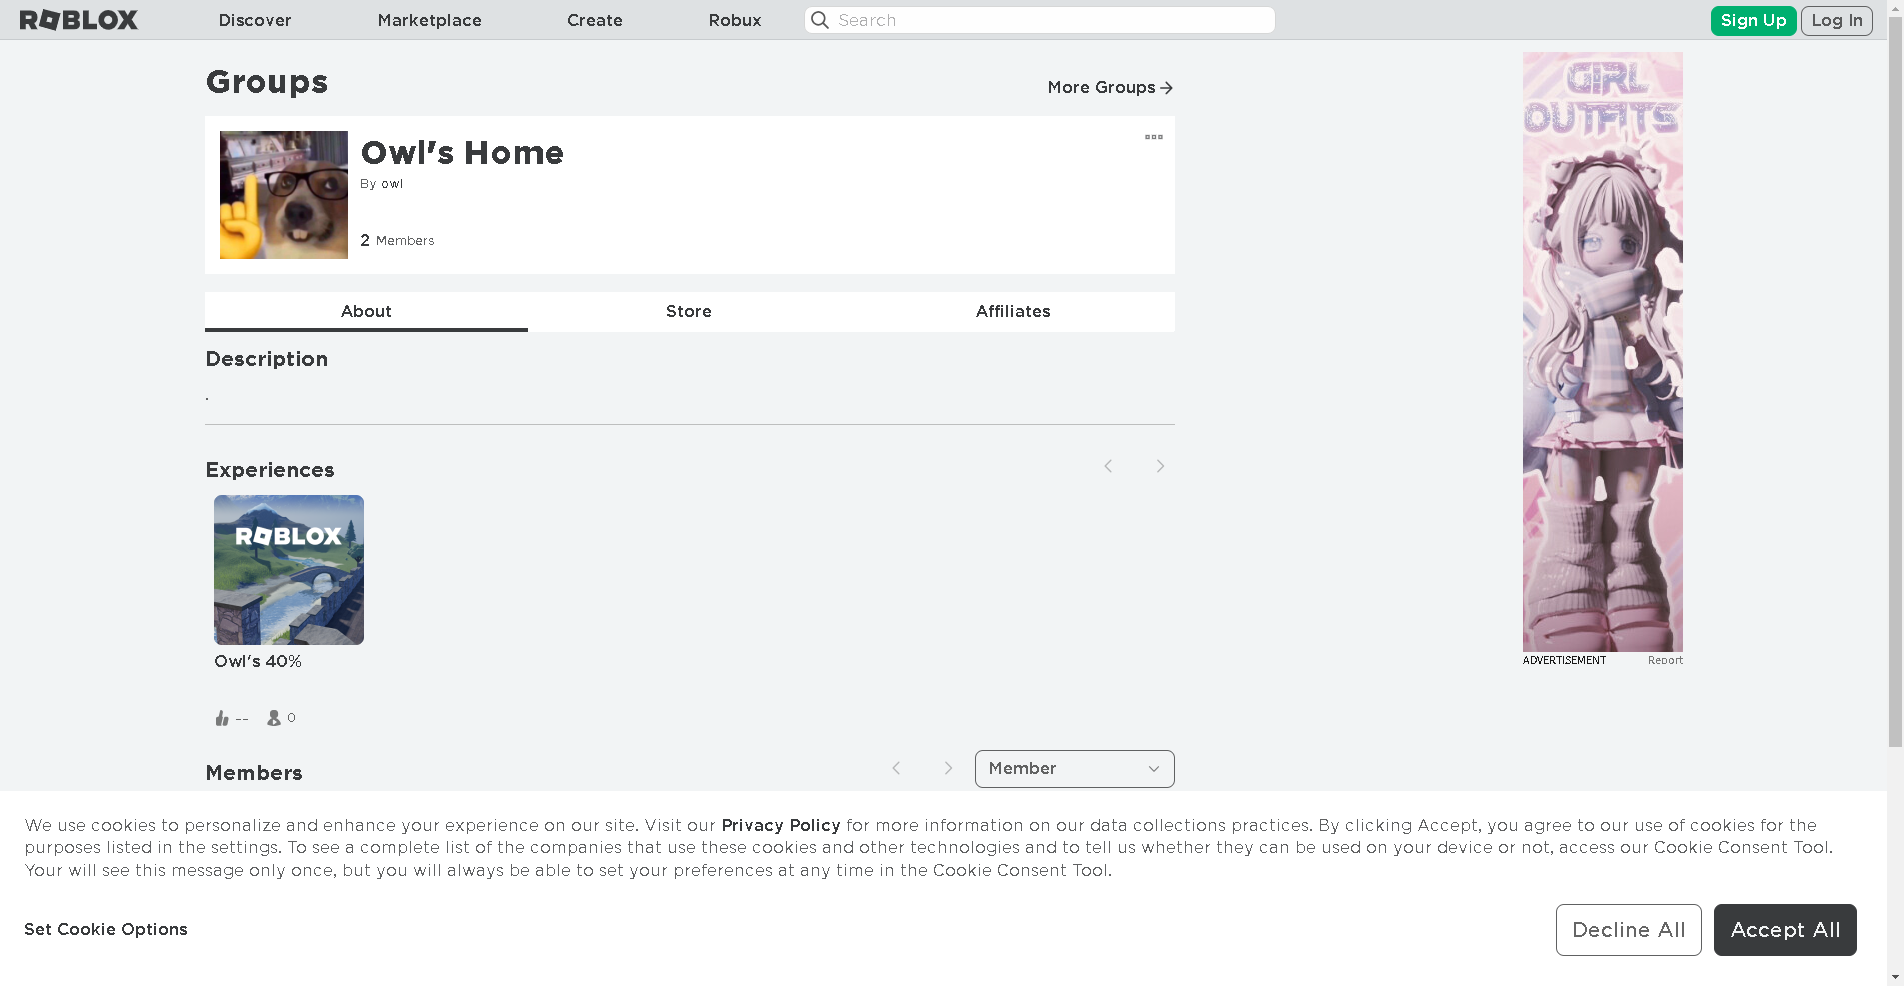 ROBLOX
Discover
Marketplace
Create
Robux
Search
Sign Up
Log In
Groups
More Groups
Owl's Home
By owl
2 Members
About
Store
Affiliates
Description
.
Experiences
ROBLOX
Owl's 40%
--
0
Members
Member
GIRL
OUTFITS
ADVERTISEMENT
Report
We use cookies to personalize and enhance your experience on our site. Visit our Privacy Policy for more information on our data collections practices. By clicking Accept, you agree to our use of cookies for the
purposes listed in the settings. To see a complete list of the companies that use these cookies and other technologies and to tell us whether they can be used on your device or not, access our Cookie Consent Tool.
Your will see this message only once, but you will always be able to set your preferences at any time in the Cookie Consent Tool.
Set Cookie Options
Decline All
Accept All